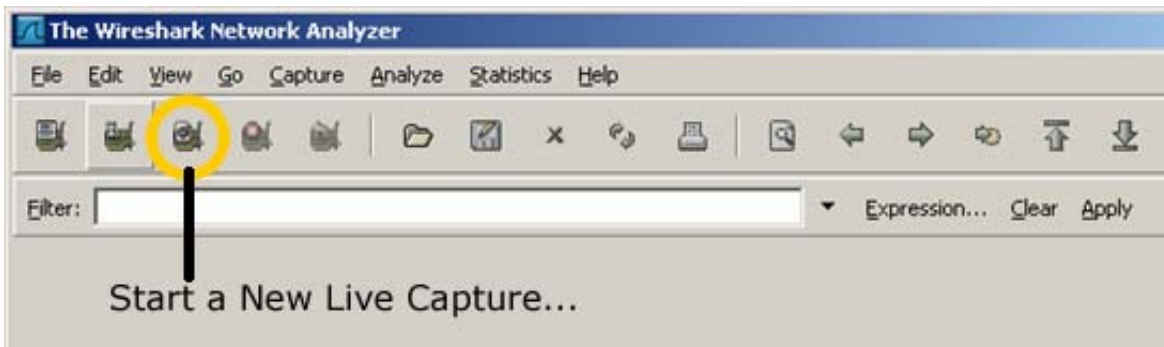 The Wireshark Network Analyzer
File Edit View Go Capture Analyze Statistics Help
Filter: Expression... Clear Apply
Start a New Live Capture...